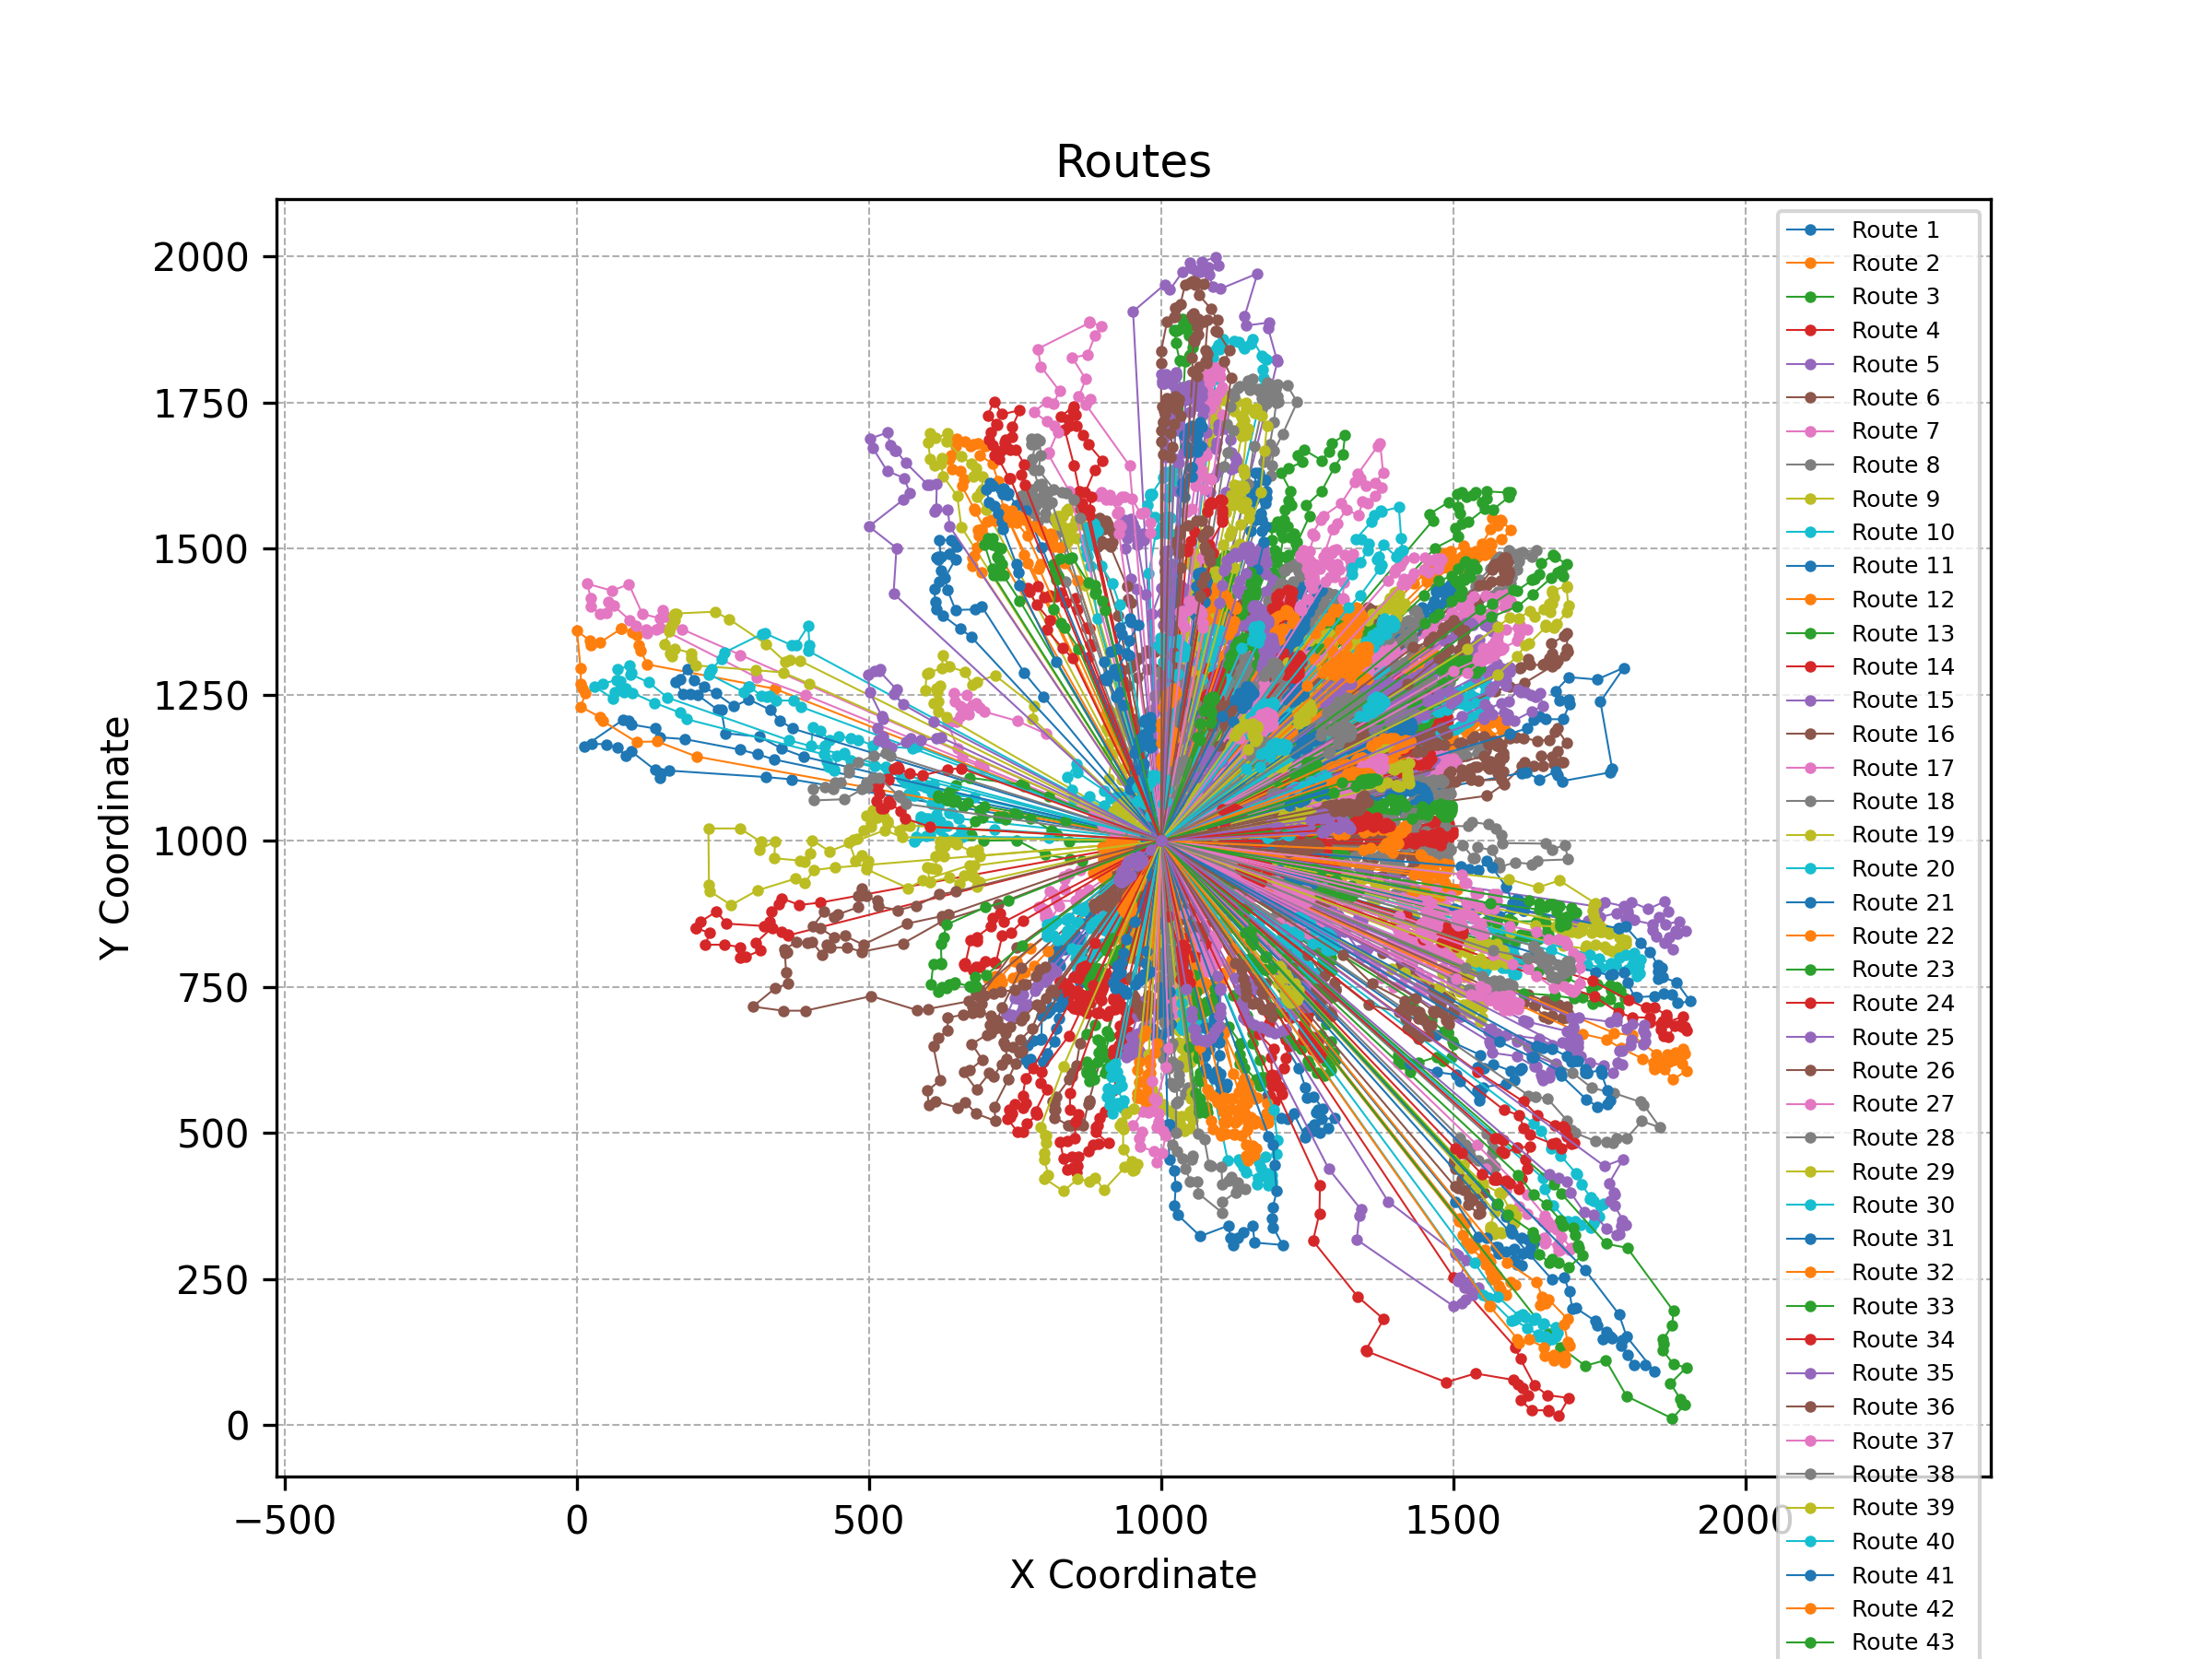 Routes
2000
1750
1500
1250
1000
750
500
250
0
Y Coordinate
−500
0
500
1000
1500
2000
X Coordinate
Route 1
Route 2
Route 3
Route 4
Route 5
Route 6
Route 7
Route 8
Route 9
Route 10
Route 11
Route 12
Route 13
Route 14
Route 15
Route 16
Route 17
Route 18
Route 19
Route 20
Route 21
Route 22
Route 23
Route 24
Route 25
Route 26
Route 27
Route 28
Route 29
Route 30
Route 31
Route 32
Route 33
Route 34
Route 35
Route 36
Route 37
Route 38
Route 39
Route 40
Route 41
Route 42
Route 43